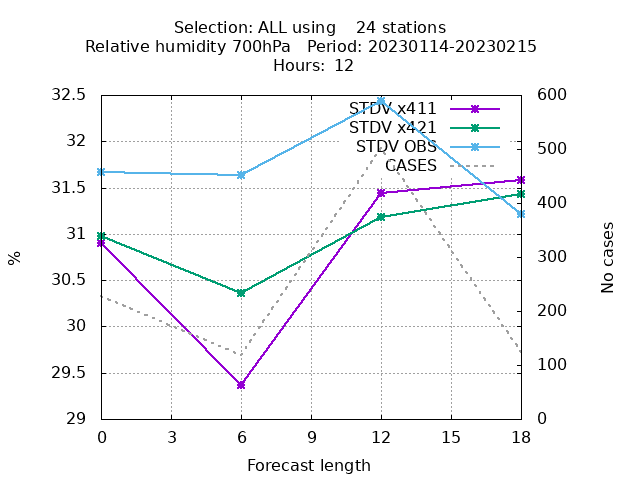 Selection: ALL using    24 stations
Relative humidity 700hPa   Period: 20230114-20230215
Hours:  12
32.5
32
31.5
31
30.5
30
29.5
29
600
500
400
300
200
100
0
STDV x411
STDV x421
STDV OBS
CASES
%
No cases
0 3 6 9 12 15 18
Forecast length